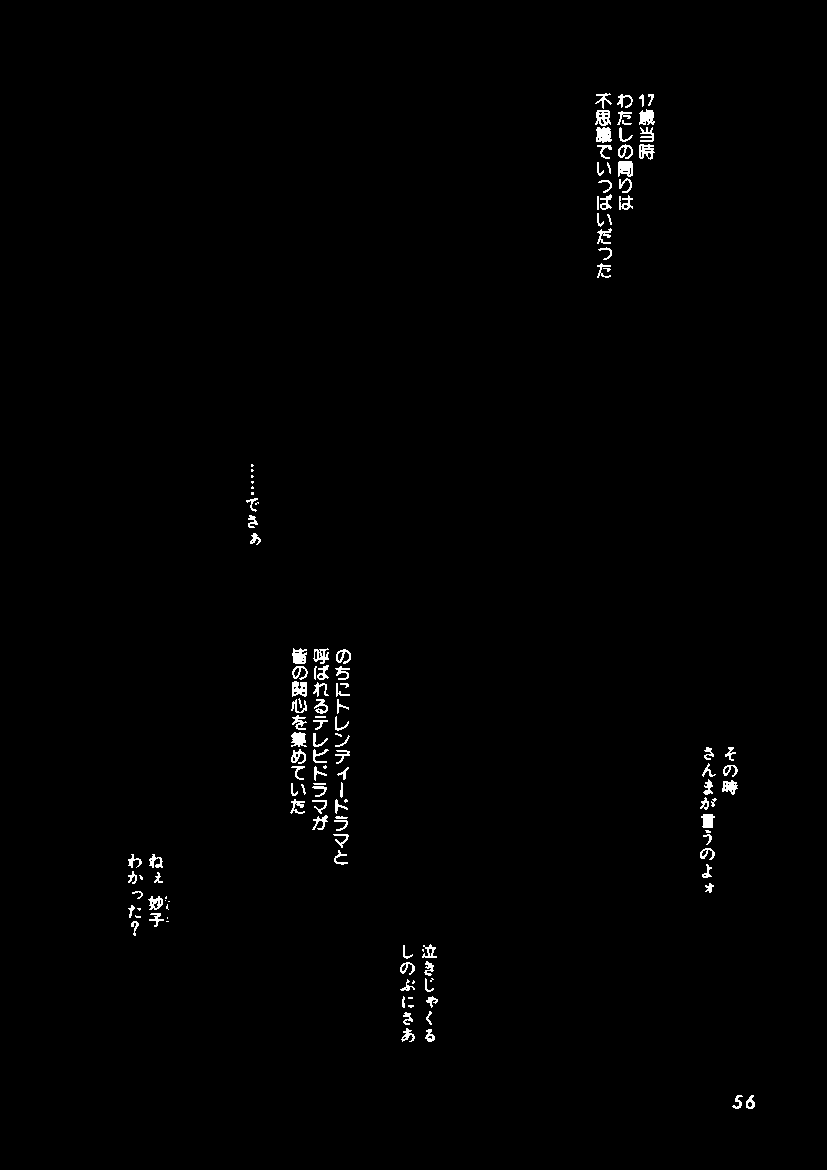 17歳当時
わたしの周りは
不思議でいっぱいだった
その時
さんまが言うのよォ
のちにトレンディードラマと
呼ばれるテレビドラマが
皆の関心を集めていた
……でさぁ
泣きじゃくる
しのぶにさあ
ねぇ 妙子
わかった？
56